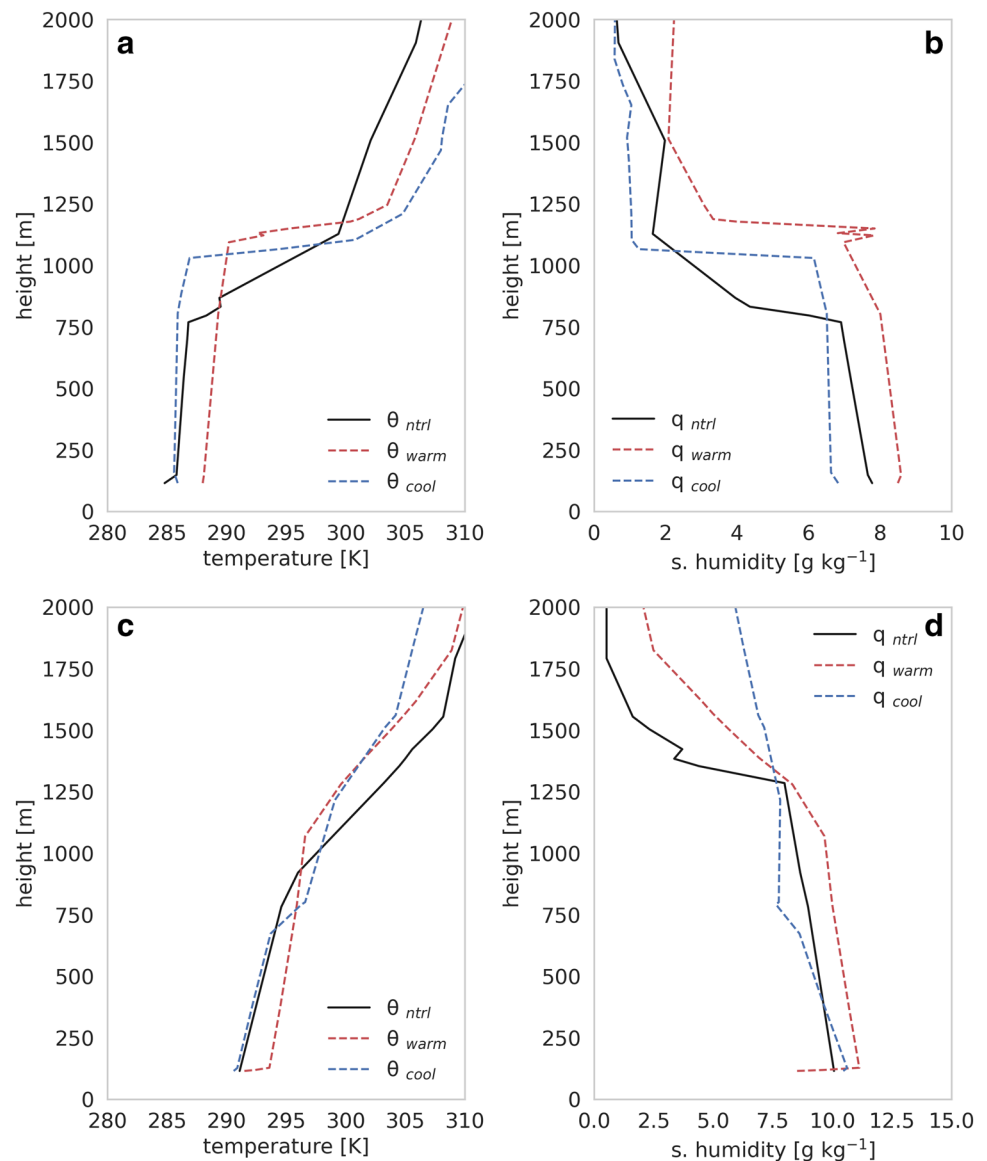 a
2000
1750
1500
1250
1000
750
500
250
0
height [m]
θ ntrl
θ warm
θ cool
280 285 290 295 300 305 310
temperature [K]
b
2000
1750
1500
1250
1000
750
500
250
0
height [m]
q ntrl
q warm
q cool
0 2 4 6 8 10
s. humidity [g kg⁻¹]
c
2000
1750
1500
1250
1000
750
500
250
0
height [m]
θ ntrl
θ warm
θ cool
280 285 290 295 300 305 310
temperature [K]
d
2000
1750
1500
1250
1000
750
500
250
0
height [m]
q ntrl
q warm
q cool
0.0 2.5 5.0 7.5 10.0 12.5 15.0
s. humidity [g kg⁻¹]